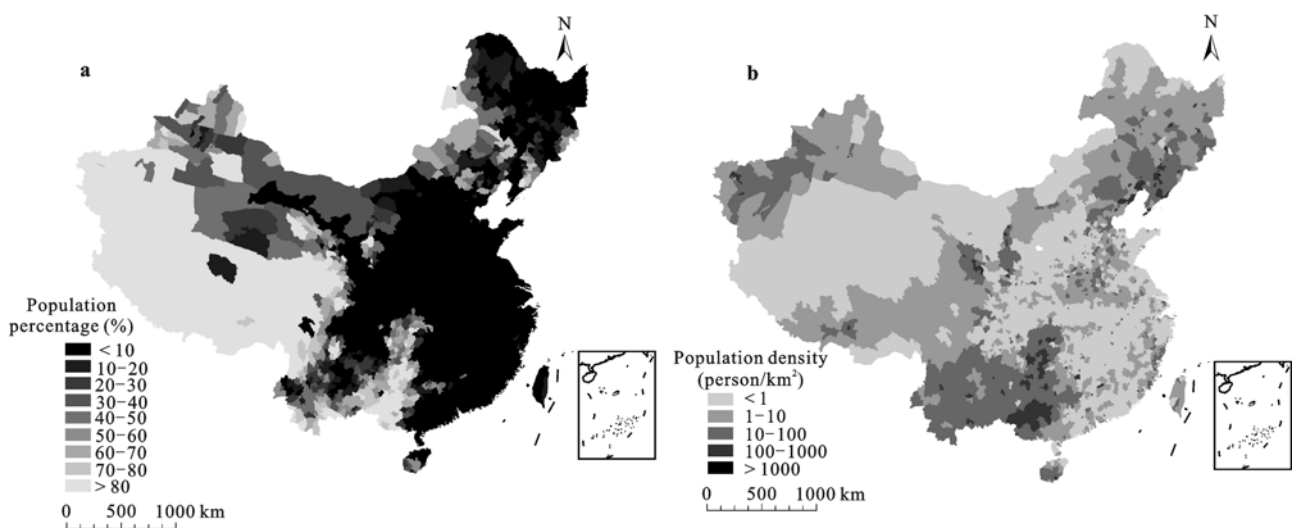 a
N
Population
percentage (%)
<10
10-20
20-30
30-40
40-50
50-60
60-70
70-80
>80
0 500 1000 km
b
N
Population density
(person/km²)
<1
1-10
10-100
100-1000
>1000
0 500 1000 km